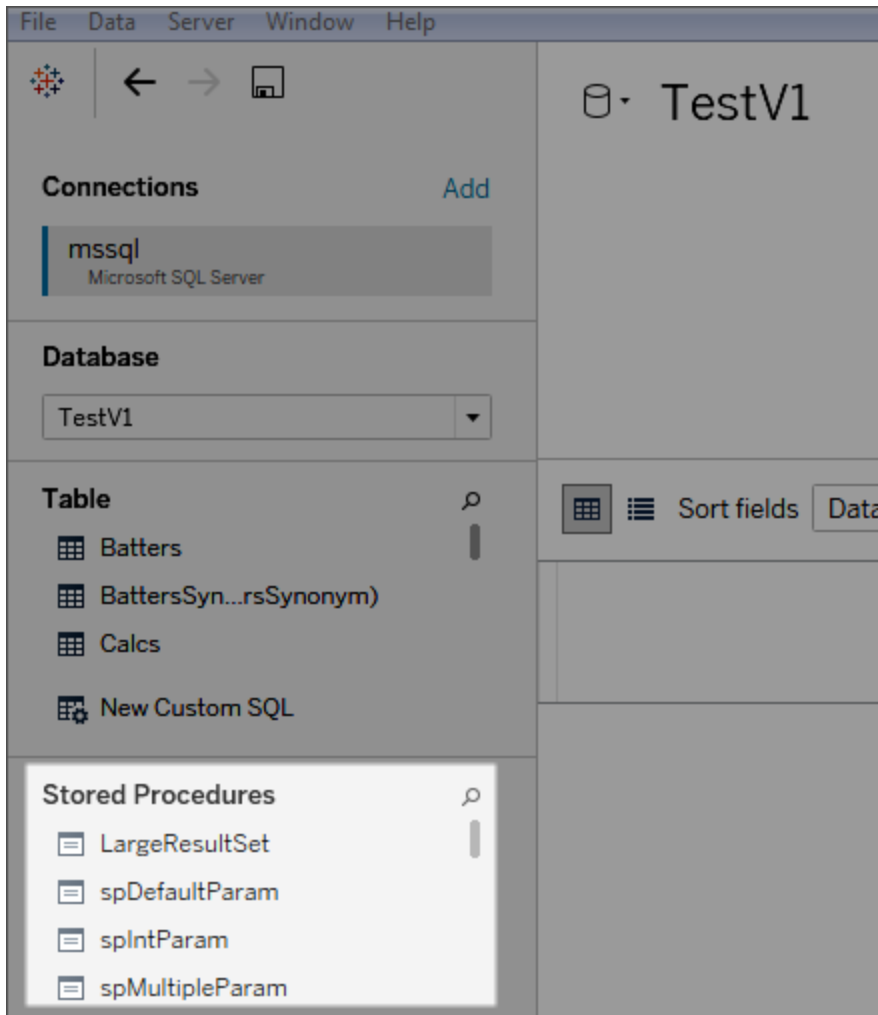 File Data Server Window Help
TestV1
Connections Add
mssql
Microsoft SQL Server
Database
TestV1
Table
Batters
BattersSyn...rsSynonym)
Calcs
New Custom SQL
Sort fields Data
Stored Procedures
LargeResultSet
spDefaultParam
spIntParam
spMultipleParam